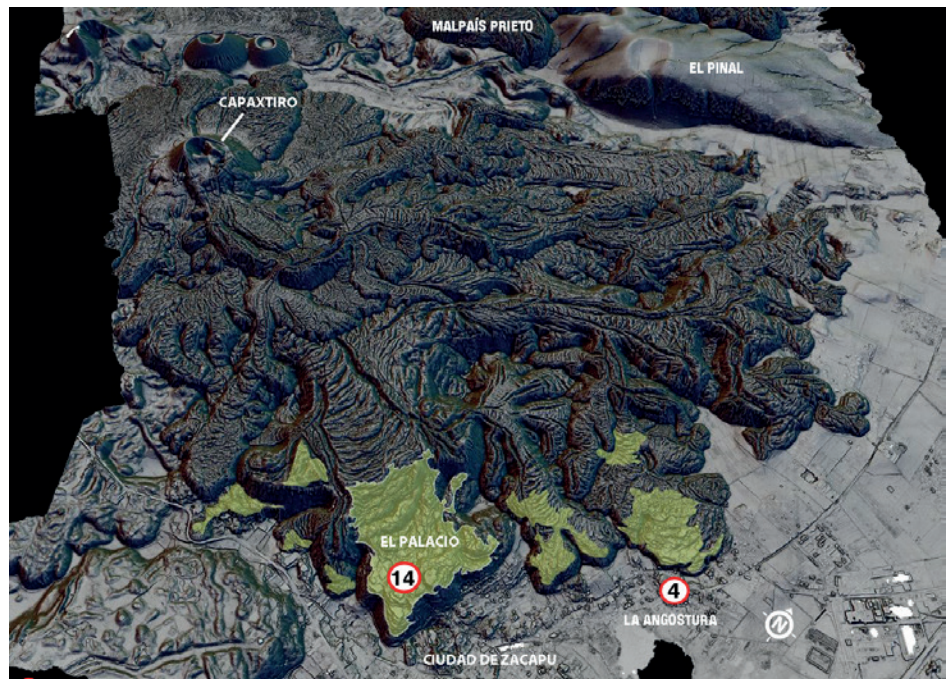 MALPAÍS PRIETO
EL PINAL
CAPAXTIRO
EL PALACIO
14
4
LA ANGOSTURA
N
CIUDAD DE ZACAPU